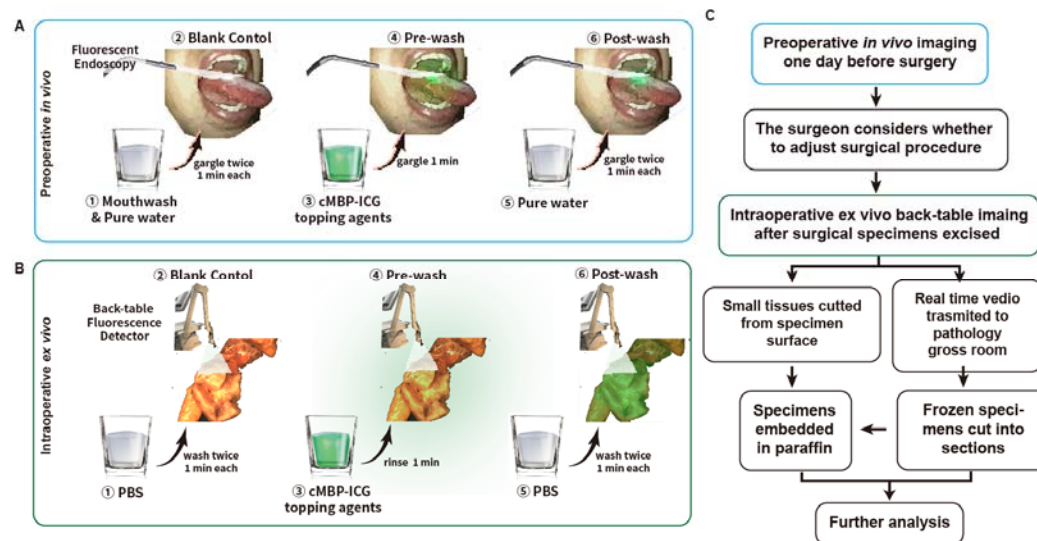 A
Preoperative in vivo
Fluorescent
Endoscopy
② Blank Contol
④ Pre-wash
⑥ Post-wash
gargle twice
1 min each
gargle 1 min
gargle twice
1 min each
① Mouthwash
& Pure water
③ cMBP-ICG
topping agents
⑤ Pure water
B
Intraoperative ex vivo
② Blank Contol
④ Pre-wash
⑥ Post-wash
Back-table
Fluorescence
Detector
wash twice
1 min each
rinse 1 min
wash twice
1 min each
① PBS
③ cMBP-ICG
topping agents
⑤ PBS
C
Preoperative in vivo imaging
one day before surgery
The surgeon considers whether
to adjust surgical procedure
Intraoperative ex vivo back-table imaing
after surgical specimens excised
Small tissues cutted
from specimen
surface
Real time vedio
trasmited to
pathology
gross room
Specimens
embedded
in paraffin
Frozen speci-
mens cut into
sections
Further analysis